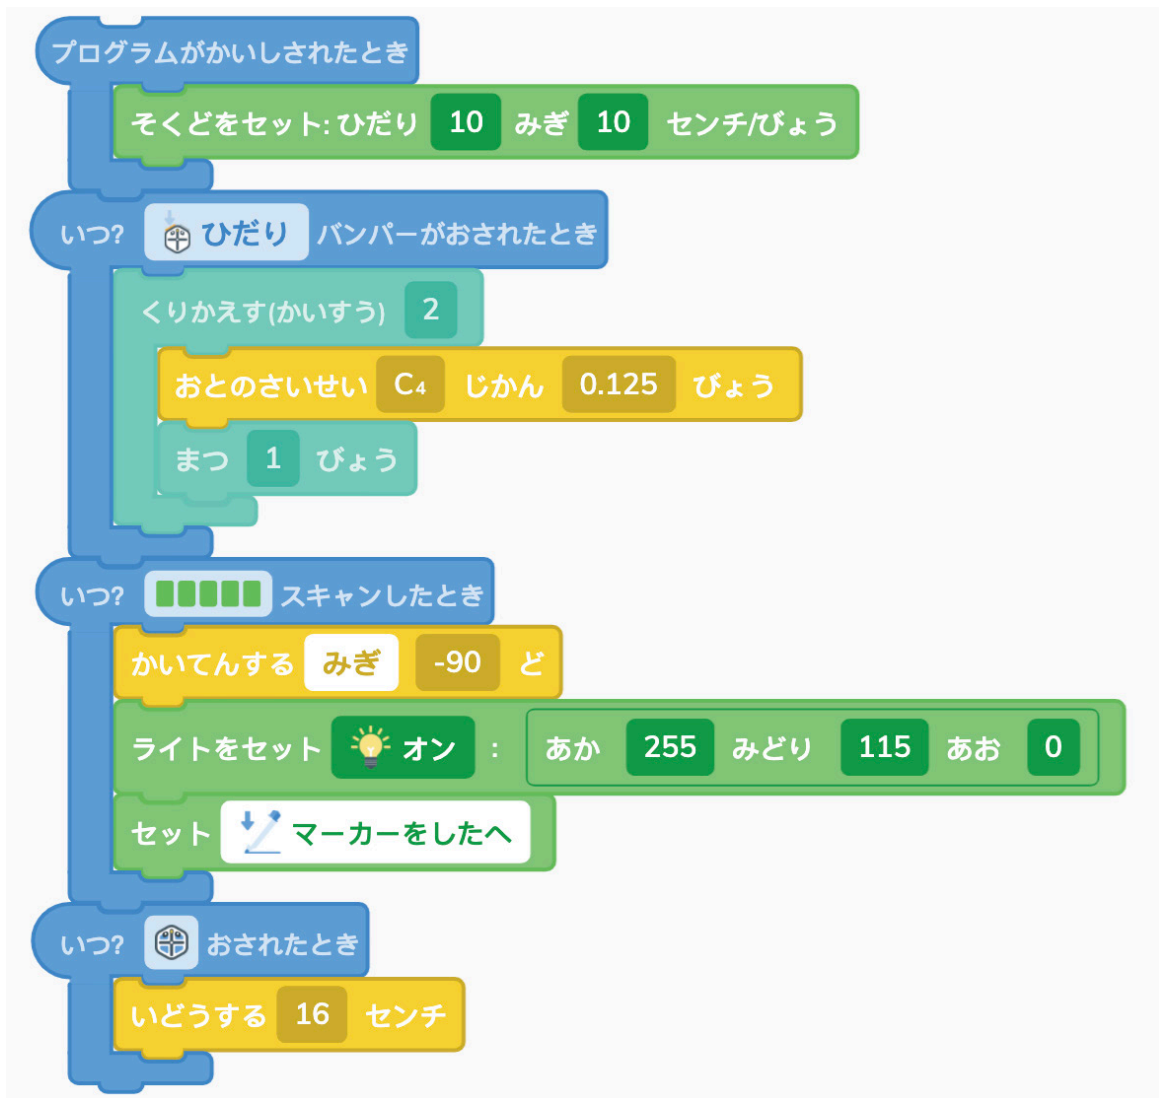 プログラムがかいしされたとき
そくどをセット: ひだり 10 みぎ 10 センチ/びょう
いつ? ひだり バンパーがおされたとき
くりかえす(かいすう) 2
おとのさいせい C₄ じかん 0.125 びょう
まつ 1 びょう
いつ? スキャンしたとき
かいてんする みぎ -90 ど
ライトをセット オン : あか 255 みどり 115 あお 0
セット マーカーをしたへ
いつ? おされたとき
いどうする 16 センチ